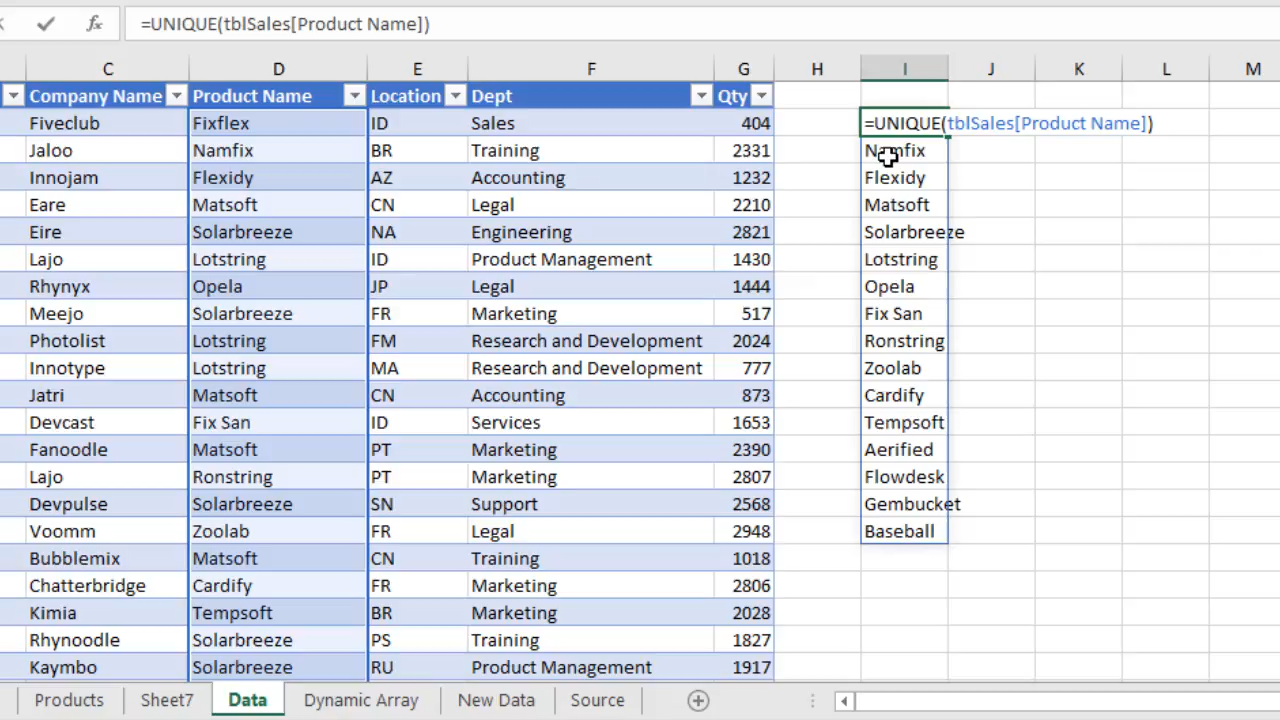 =UNIQUE(tblSales[Product Name])
C D E F G H I J K L M
Company Name Product Name Location Dept Qty
Fiveclub Fixflex ID Sales 404 =UNIQUE(tblSales[Product Name])
Jaloo Namfix BR Training 2331 Namfix
Innojam Flexidy AZ Accounting 1232 Flexidy
Eare Matsoft CN Legal 2210 Matsoft
Eire Solarbreeze NA Engineering 2821 Solarbreeze
Lajo Lotstring ID Product Management 1430 Lotstring
Rhynyx Opela JP Legal 1444 Opela
Meejo Solarbreeze FR Marketing 517 Fix San
Photolist Lotstring FM Research and Development 2024 Ronstring
Innotype Lotstring MA Research and Development 777 Zoolab
Jatri Matsoft CN Accounting 873 Cardify
Devcast Fix San ID Services 1653 Tempsoft
Fanoodle Matsoft PT Marketing 2390 Aerified
Lajo Ronstring PT Marketing 2807 Flowdesk
Devpulse Solarbreeze SN Support 2568 Gembucket
Voomm Zoolab FR Legal 2948 Baseball
Bubblemix Matsoft CN Training 1018
Chatterbridge Cardify FR Marketing 2806
Kimia Tempsoft BR Marketing 2028
Rhynoodle Solarbreeze PS Training 1827
Kaymbo Solarbreeze RU Product Management 1917
Products Sheet7 Data Dynamic Array New Data Source